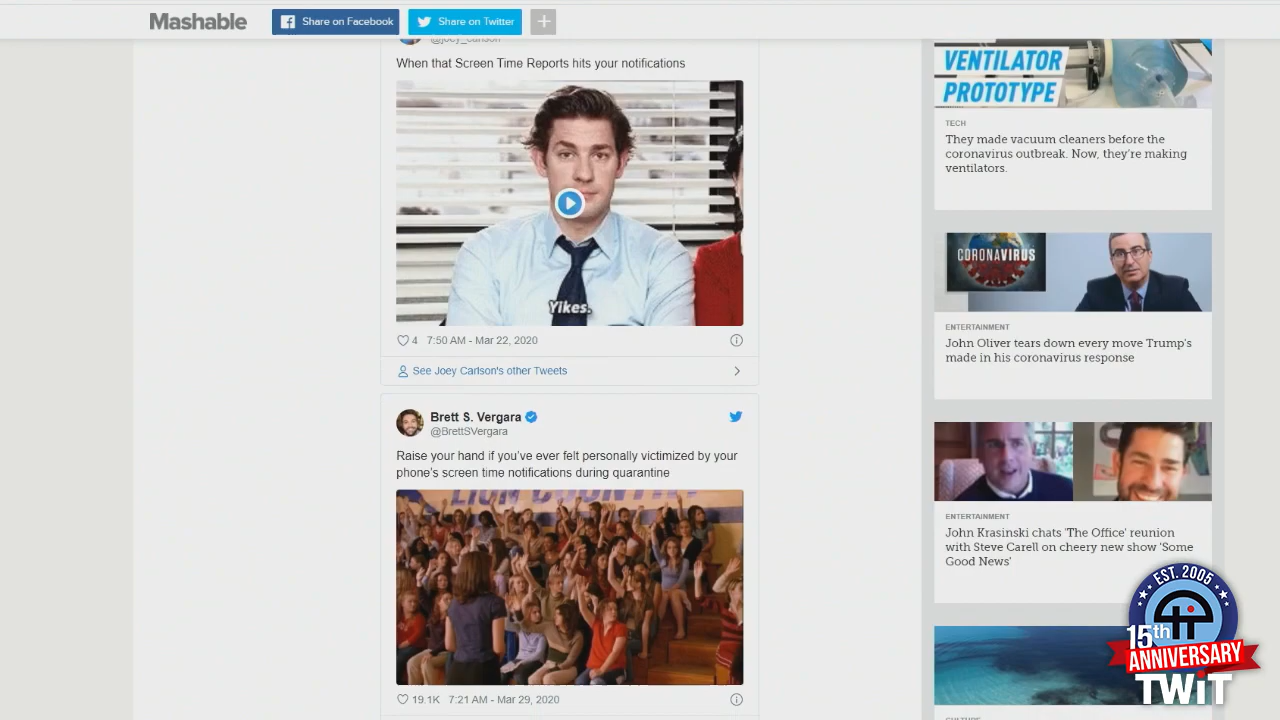 Mashable
Share on Facebook
Share on Twitter
+
@joey_carlson
When that Screen Time Reports hits your notifications
Yikes.
4 7:50 AM - Mar 22, 2020
See Joey Carlson's other Tweets
Brett S. Vergara
@BrettSVergara
Raise your hand if you've ever felt personally victimized by your
phone's screen time notifications during quarantine
19.1K 7:21 AM - Mar 29, 2020
VENTILATOR
PROTOTYPE
TECH
They made vacuum cleaners before the
coronavirus outbreak. Now, they're making
ventilators.
CORONAVIRUS
ENTERTAINMENT
John Oliver tears down every move Trump's
made in his coronavirus response
ENTERTAINMENT
John Krasinski chats 'The Office' reunion
with Steve Carell on cheery new show 'Some
Good News'
EST. 2005
15th
ANNIVERSARY
TWiT